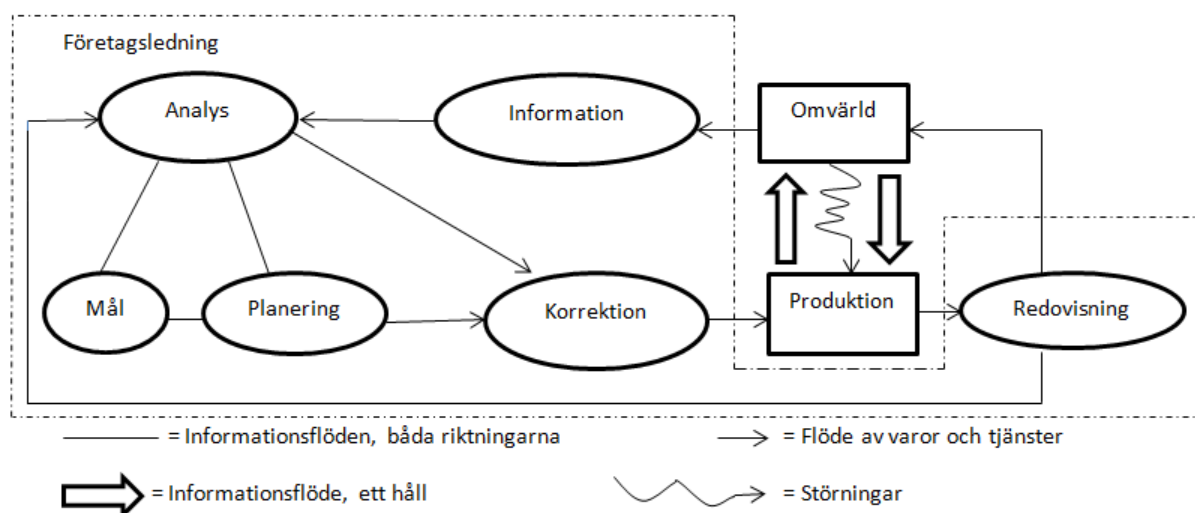 Företagsledning
Analys
Information
Omvärld
Mål
Planering
Korrektion
Produktion
Redovisning
= Informationsflöden, båda riktningarna
= Flöde av varor och tjänster
= Informationsflöde, ett håll
= Störningar